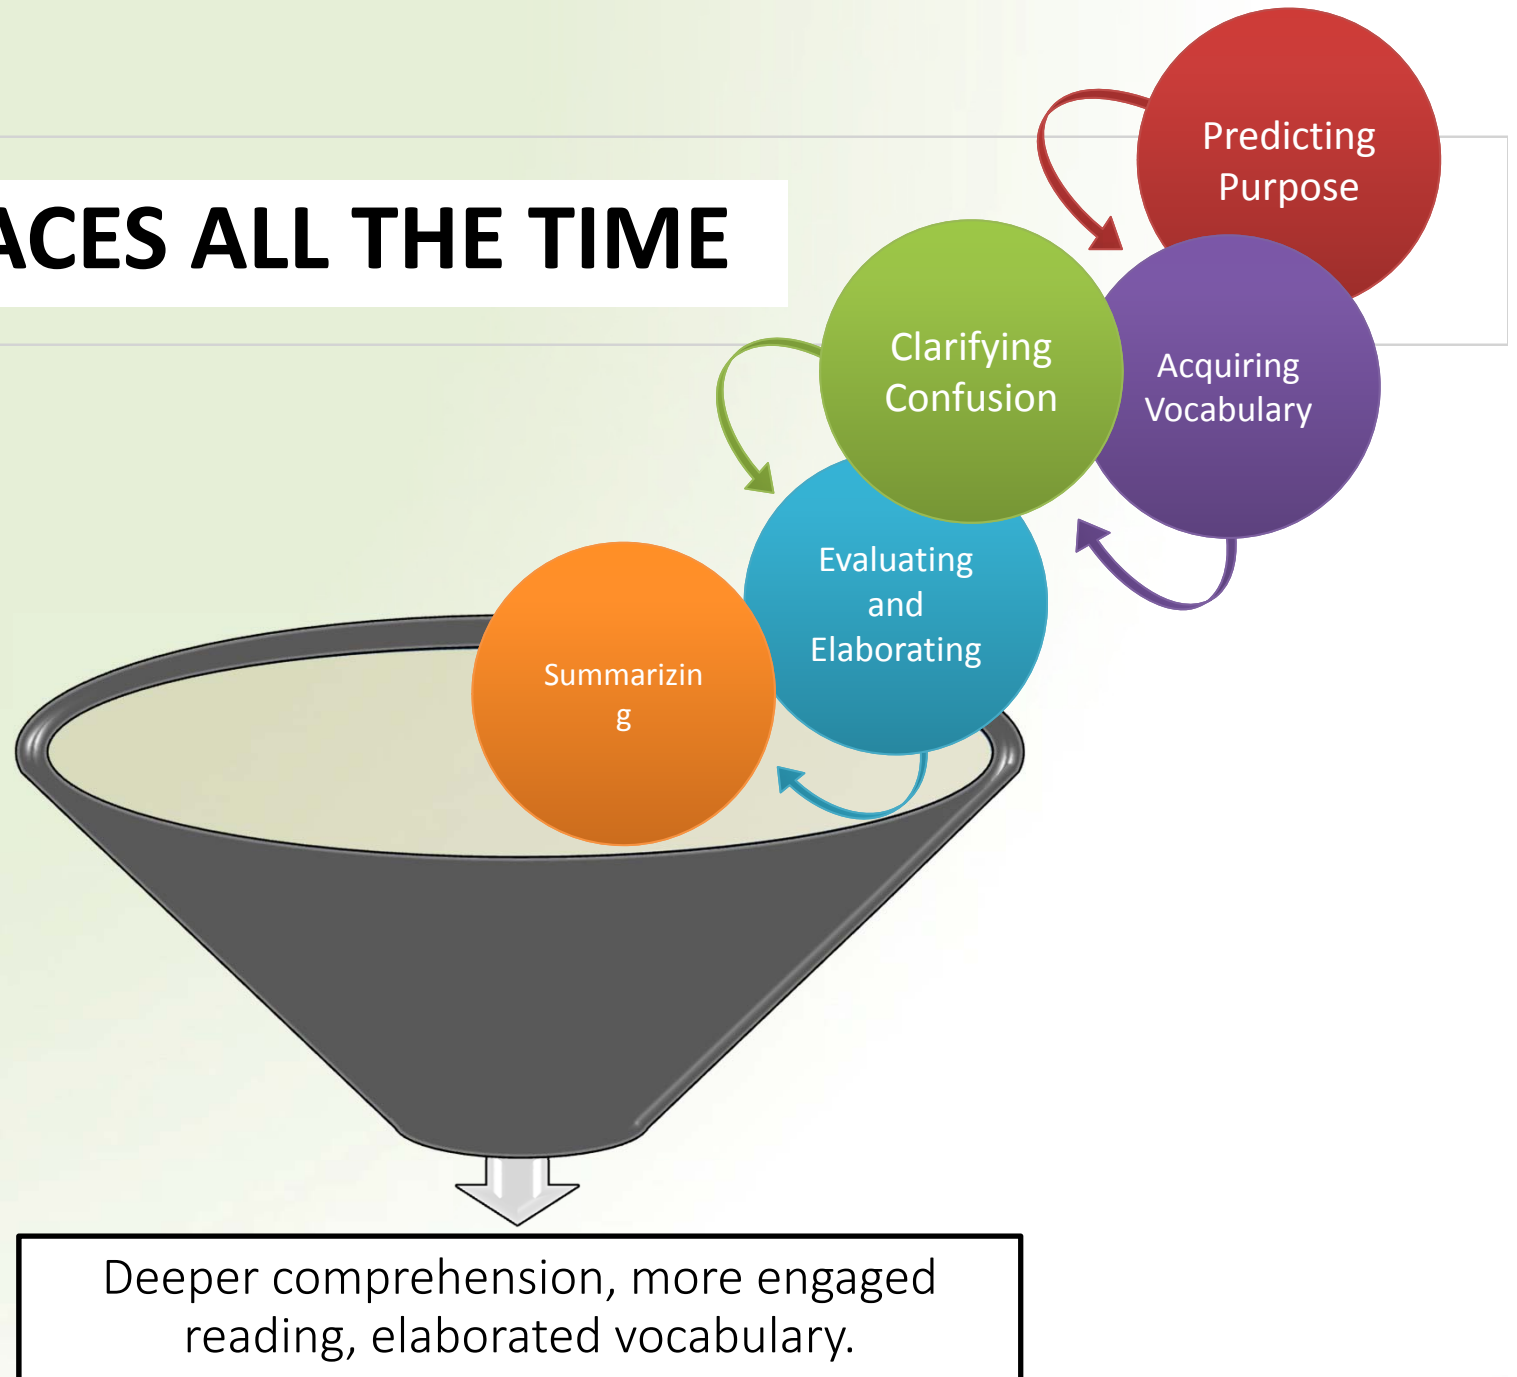 ACES ALL THE TIME
Predicting
Purpose
Acquiring
Vocabulary
Clarifying
Confusion
Evaluating
and
Elaborating
Summarizin
g
Deeper comprehension, more engaged
reading, elaborated vocabulary.